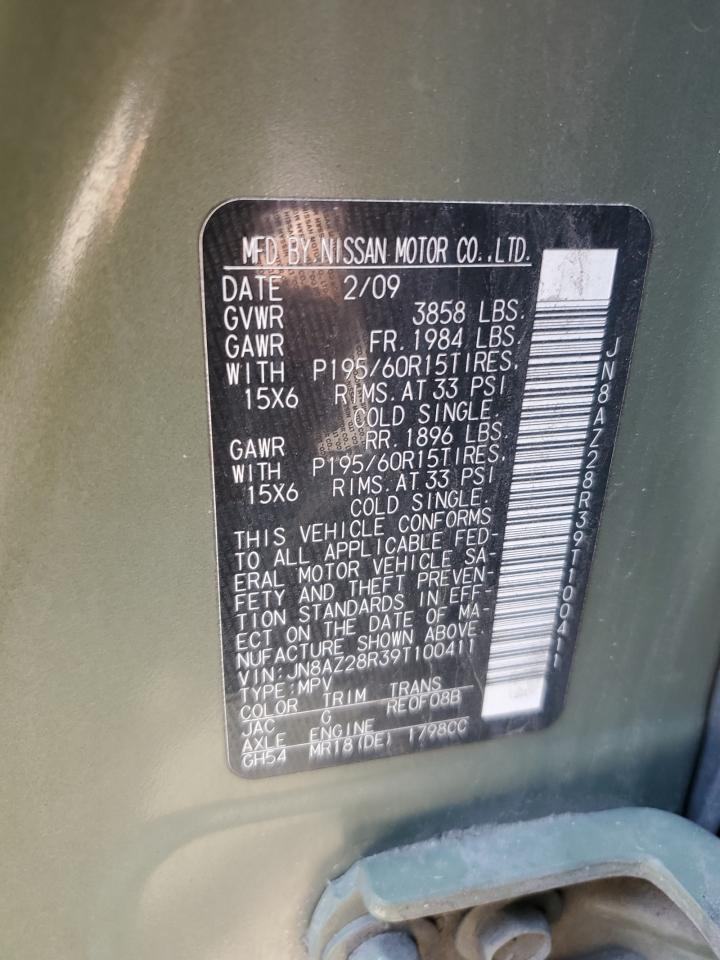 MFD BY NISSAN MOTOR CO.,LTD.
DATE 2/09
GVWR 3858 LBS.
GAWR FR. 1984 LBS.
WITH P195/60R15TIRES,
15X6 RIMS.AT 33 PSI
COLD SINGLE.
GAWR RR. 1896 LBS.
WITH P195/60R15TIRES,
15X6 RIMS.AT 33 PSI
COLD SINGLE.
THIS VEHICLE CONFORMS
TO ALL APPLICABLE FED-
ERAL MOTOR VEHICLE SA-
FETY AND THEFT PREVEN-
TION STANDARDS IN EFF-
ECT ON THE DATE OF MA-
NUFACTURE SHOWN ABOVE.
VIN:JN8AZ28R39T100411
TYPE:MPV
COLOR TRIM TRANS
JAC G RE0F08B
AXLE ENGINE
GH54 MR18(DE) 1798CC
JN8AZ28R39T100411